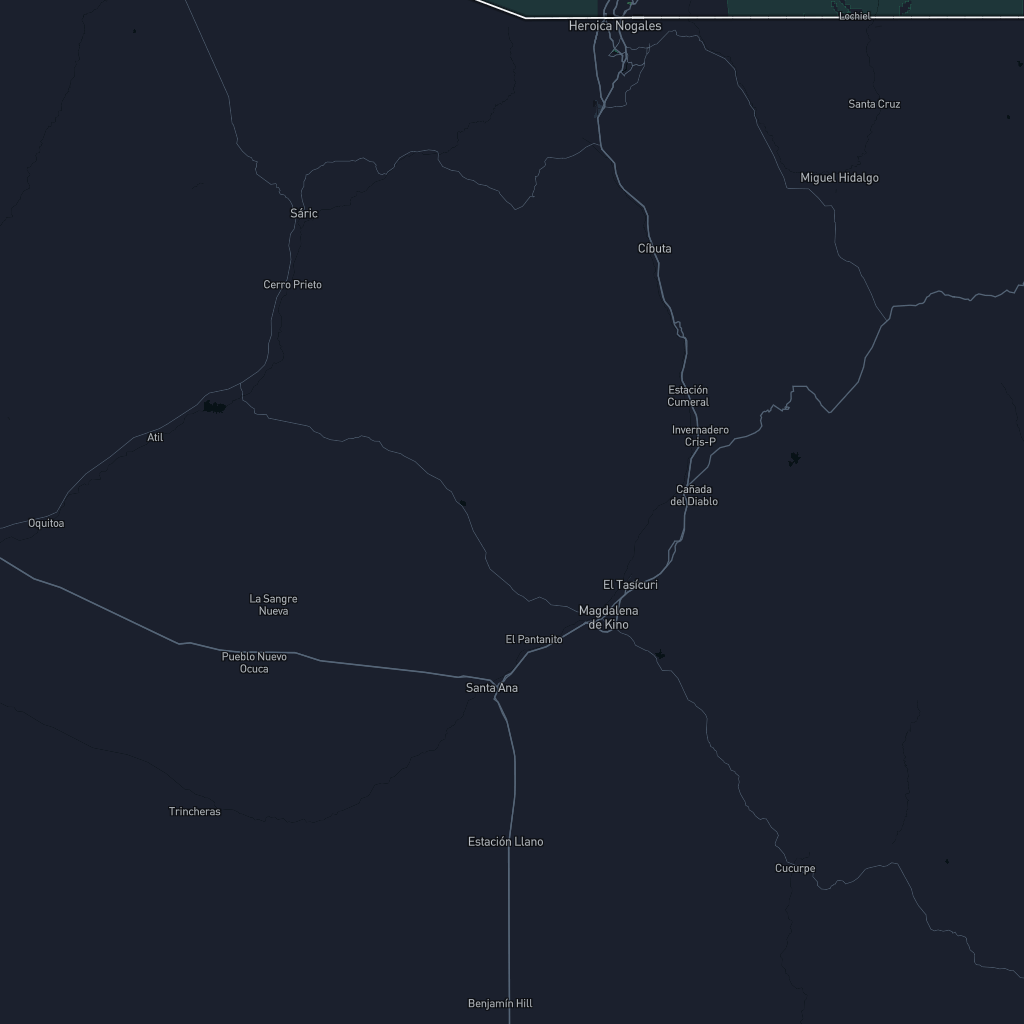 Lochiel
Heroica Nogales
Santa Cruz
Miguel Hidalgo
Sáric
Cíbuta
Cerro Prieto
Estación
Cumeral
Invernadero
Cris-P
Atil
Cañada
del Diablo
Oquitoa
El Tasícuri
La Sangre
Nueva
Magdalena
de Kino
El Pantanito
Pueblo Nuevo
Ocuca
Santa Ana
Trincheras
Estación Llano
Cucurpe
Benjamín Hill